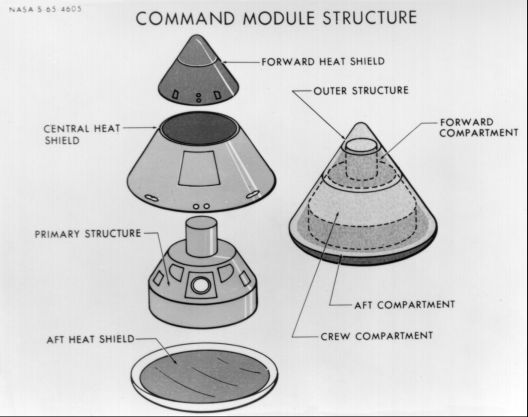 NASA S 65 4605
COMMAND MODULE STRUCTURE
FORWARD HEAT SHIELD
OUTER STRUCTURE
FORWARD
COMPARTMENT
CENTRAL HEAT
SHIELD
PRIMARY STRUCTURE
AFT COMPARTMENT
CREW COMPARTMENT
AFT HEAT SHIELD